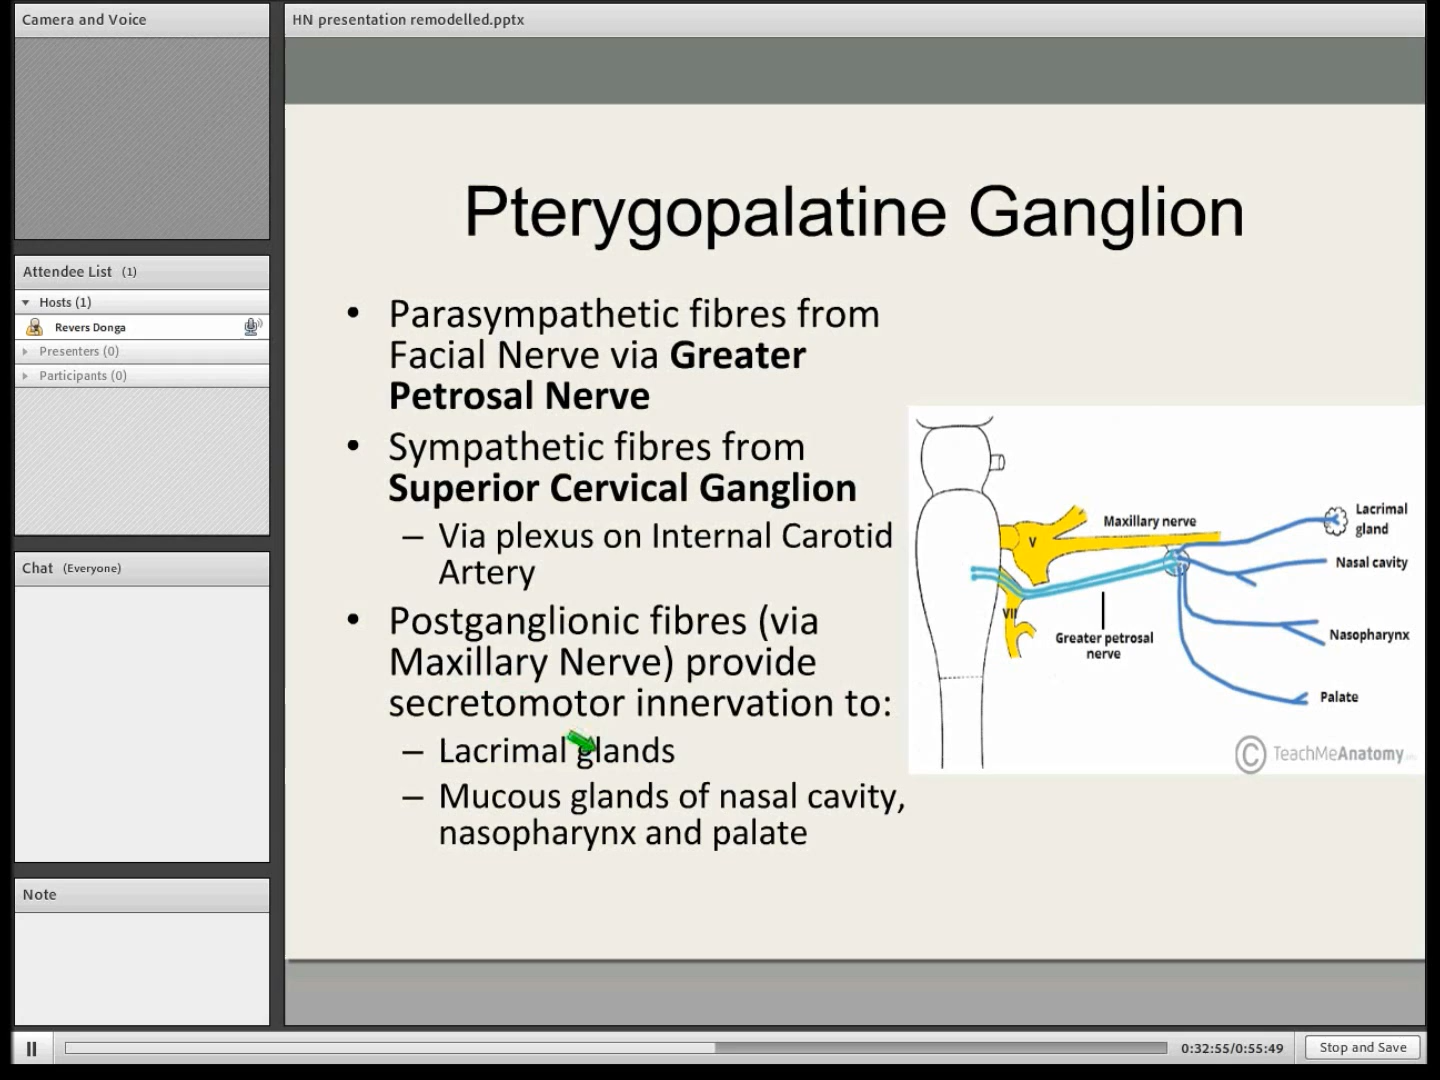 Camera and Voice
HN presentation remodelled.pptx
Attendee List (1)
Hosts (1)
Revers Donga
Presenters (0)
Participants (0)
Chat (Everyone)
Note
Pterygopalatine Ganglion
• Parasympathetic fibres from
Facial Nerve via Greater
Petrosal Nerve
• Sympathetic fibres from
Superior Cervical Ganglion
– Via plexus on Internal Carotid
Artery
• Postganglionic fibres (via
Maxillary Nerve) provide
secretomotor innervation to:
– Lacrimal glands
– Mucous glands of nasal cavity,
nasopharynx and palate
Maxillary nerve
V
VII
Greater petrosal
nerve
Lacrimal
gland
Nasal cavity
Nasopharynx
Palate
© TeachMeAnatomy
0:32:55/0:55:49
Stop and Save